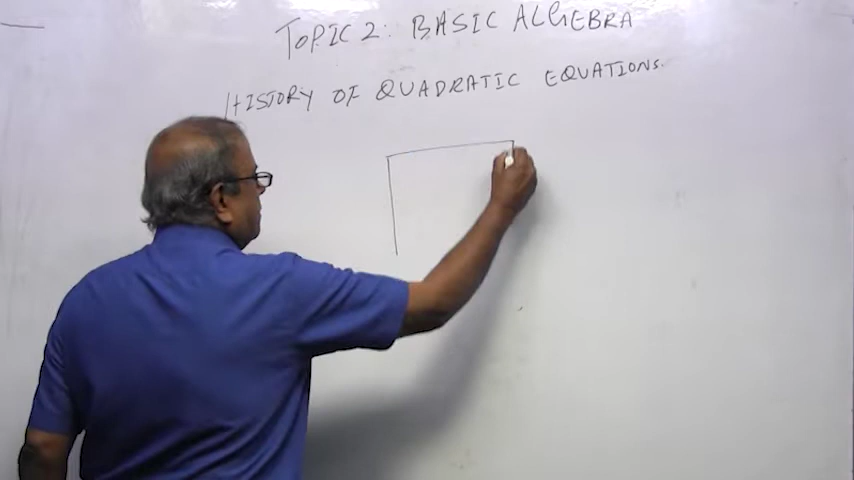 TOPIC 2: BASIC ALGEBRA
HISTORY OF QUADRATIC EQUATIONS.